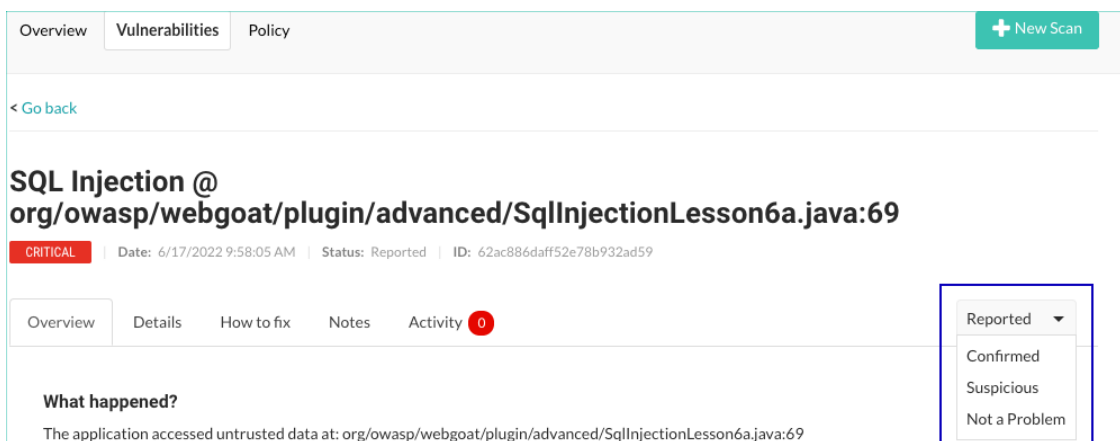 Overview Vulnerabilities Policy New Scan
< Go back
SQL Injection @
org/owasp/webgoat/plugin/advanced/SqlInjectionLesson6a.java:69
CRITICAL | Date: 6/17/2022 9:58:05 AM | Status: Reported | ID: 62ac886daff52e78b932ad59
Overview Details How to fix Notes Activity 0 Reported
Confirmed
Suspicious
Not a Problem
What happened?
The application accessed untrusted data at: org/owasp/webgoat/plugin/advanced/SqlInjectionLesson6a.java:69